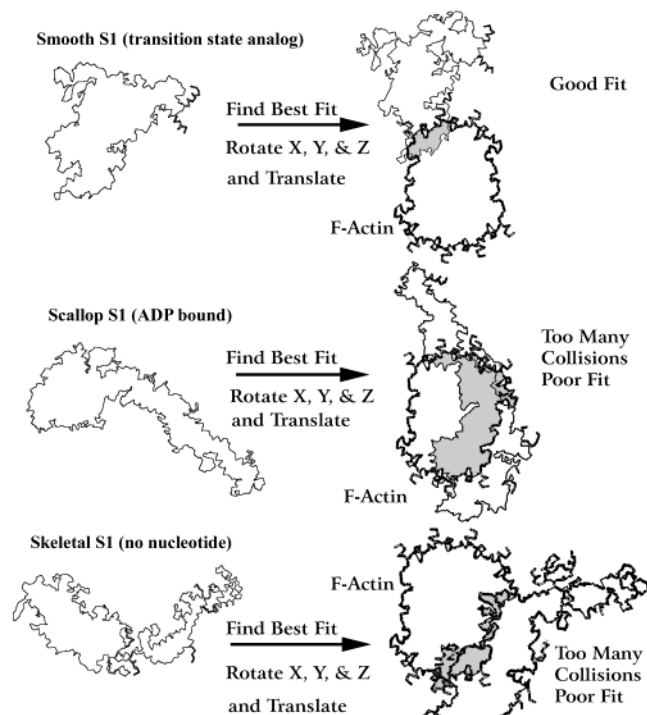 Smooth S1 (transition state analog)
Find Best Fit
Rotate X, Y, & Z
and Translate
Good Fit
F-Actin
Scallop S1 (ADP bound)
Find Best Fit
Rotate X, Y, & Z
and Translate
Too Many
Collisions
Poor Fit
F-Actin
Skeletal S1 (no nucleotide)
Find Best Fit
Rotate X, Y, & Z
and Translate
F-Actin
Too Many
Collisions
Poor Fit